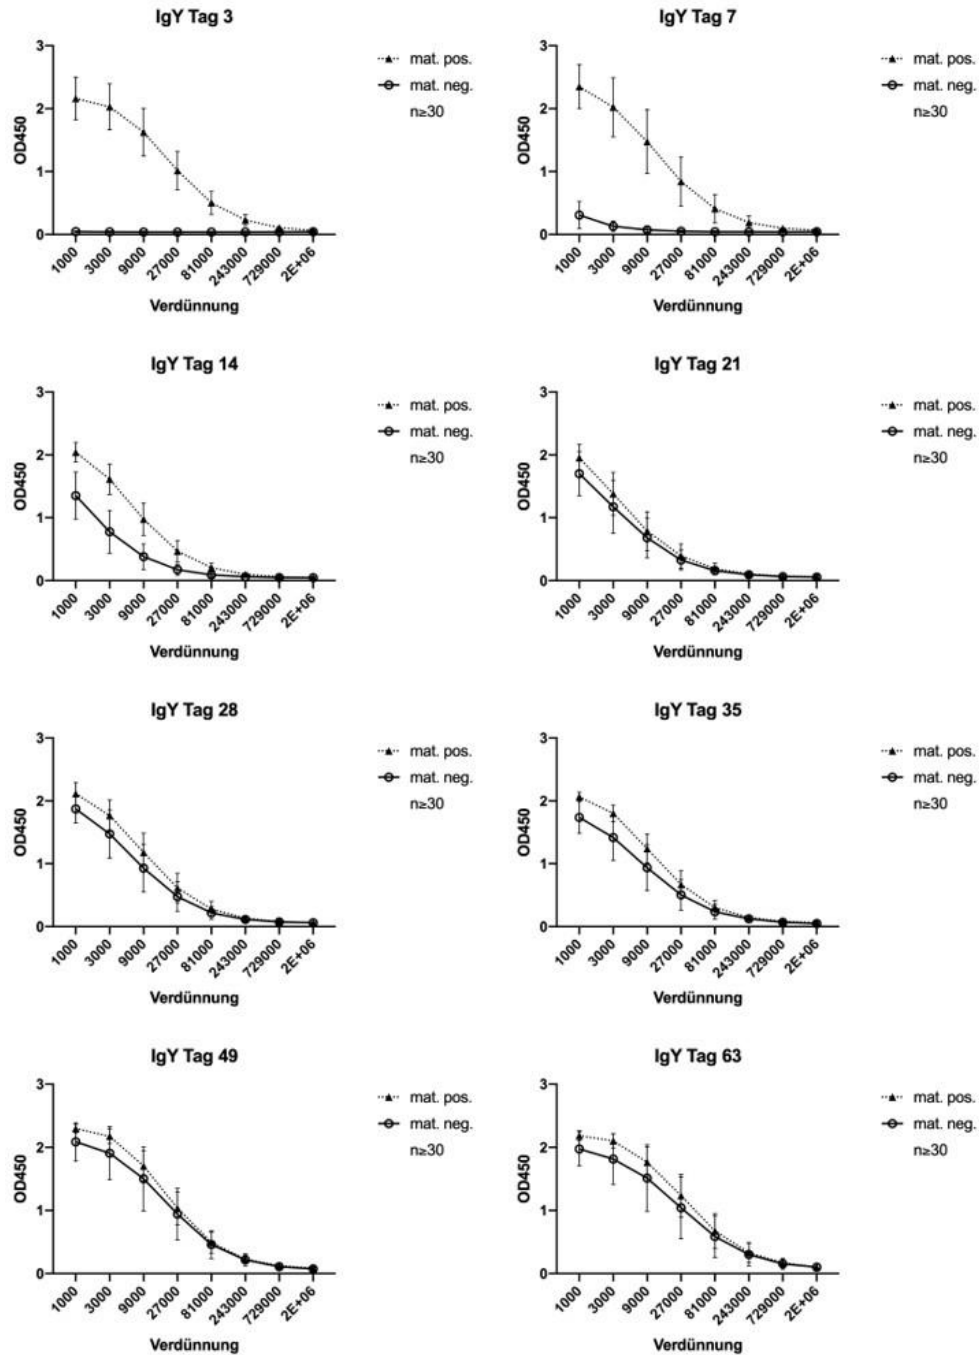 IgY Tag 3
3
2
1
0
OD450
1000
3000
9000
27000
81000
243000
729000
2E+06
Verdünnung
mat. pos.
mat. neg.
n≥30
IgY Tag 7
3
2
1
0
OD450
1000
3000
9000
27000
81000
243000
729000
2E+06
Verdünnung
mat. pos.
mat. neg.
n≥30
IgY Tag 14
3
2
1
0
OD450
1000
3000
9000
27000
81000
243000
729000
2E+06
Verdünnung
mat. pos.
mat. neg.
n≥30
IgY Tag 21
3
2
1
0
OD450
1000
3000
9000
27000
81000
243000
729000
2E+06
Verdünnung
mat. pos.
mat. neg.
n≥30
IgY Tag 28
3
2
1
0
OD450
1000
3000
9000
27000
81000
243000
729000
2E+06
Verdünnung
mat. pos.
mat. neg.
n≥30
IgY Tag 35
3
2
1
0
OD450
1000
3000
9000
27000
81000
243000
729000
2E+06
Verdünnung
mat. pos.
mat. neg.
n≥30
IgY Tag 49
3
2
1
0
OD450
1000
3000
9000
27000
81000
243000
729000
2E+06
Verdünnung
mat. pos.
mat. neg.
n≥30
IgY Tag 63
3
2
1
0
OD450
1000
3000
9000
27000
81000
243000
729000
2E+06
Verdünnung
mat. pos.
mat. neg.
n≥30